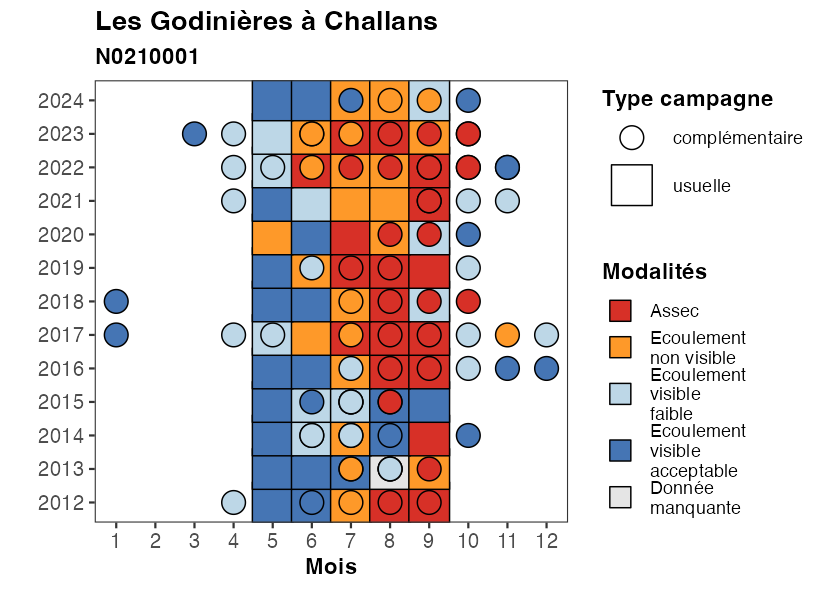 Les Godinières à Challans
N0210001
2024
2023
2022
2021
2020
2019
2018
2017
2016
2015
2014
2013
2012
1 2 3 4 5 6 7 8 9 10 11 12
Mois
Type campagne
complémentaire
usuelle
Modalités
Assec
Ecoulement
non visible
Ecoulement
visible
faible
Ecoulement
visible
acceptable
Donnée
manquante